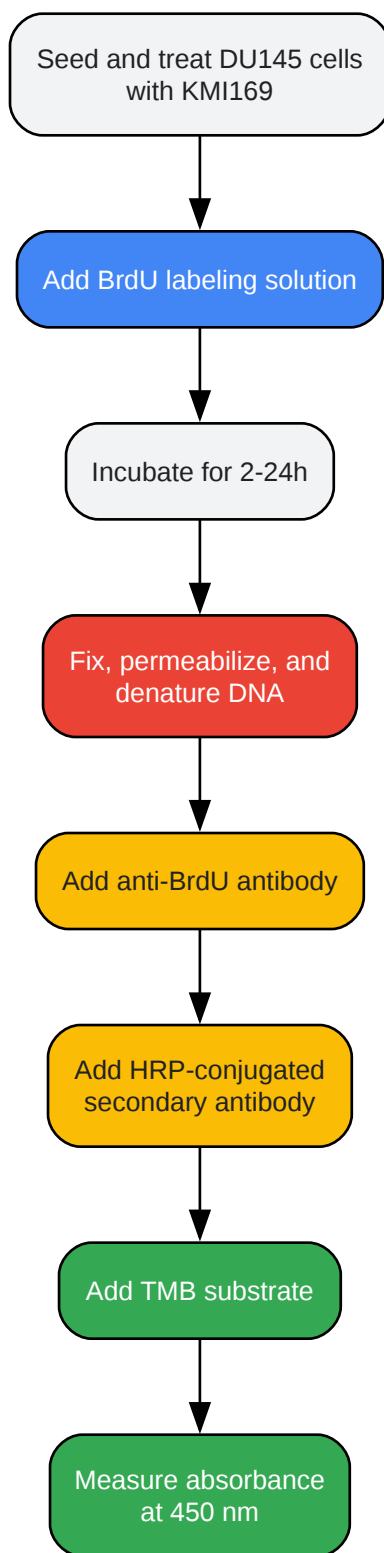 Seed and treat DU145 cells
with KMI169
Add BrdU labeling solution
Incubate for 2-24h
Fix, permeabilize, and
denature DNA
Add anti-BrdU antibody
Add HRP-conjugated
secondary antibody
Add TMB substrate
Measure absorbance
at 450 nm